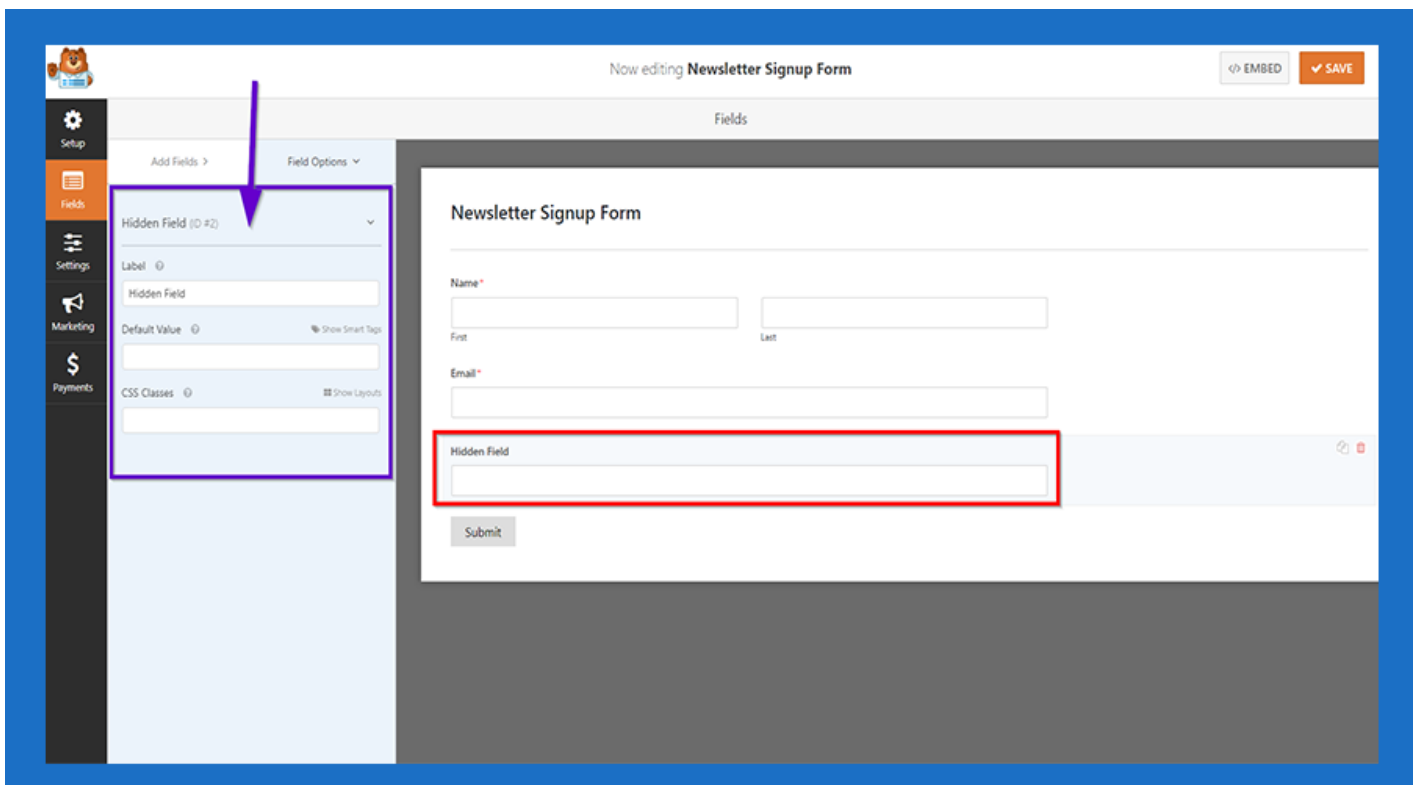 Now editing Newsletter Signup Form
EMBED
SAVE
Setup
Fields
Settings
Marketing
Payments
Fields
Add Fields
Field Options
Hidden Field (ID #2)
Label
Hidden Field
Default Value
Show Smart Tags
CSS Classes
Show Layouts
Newsletter Signup Form
Name*
First
Last
Email*
Hidden Field
Submit